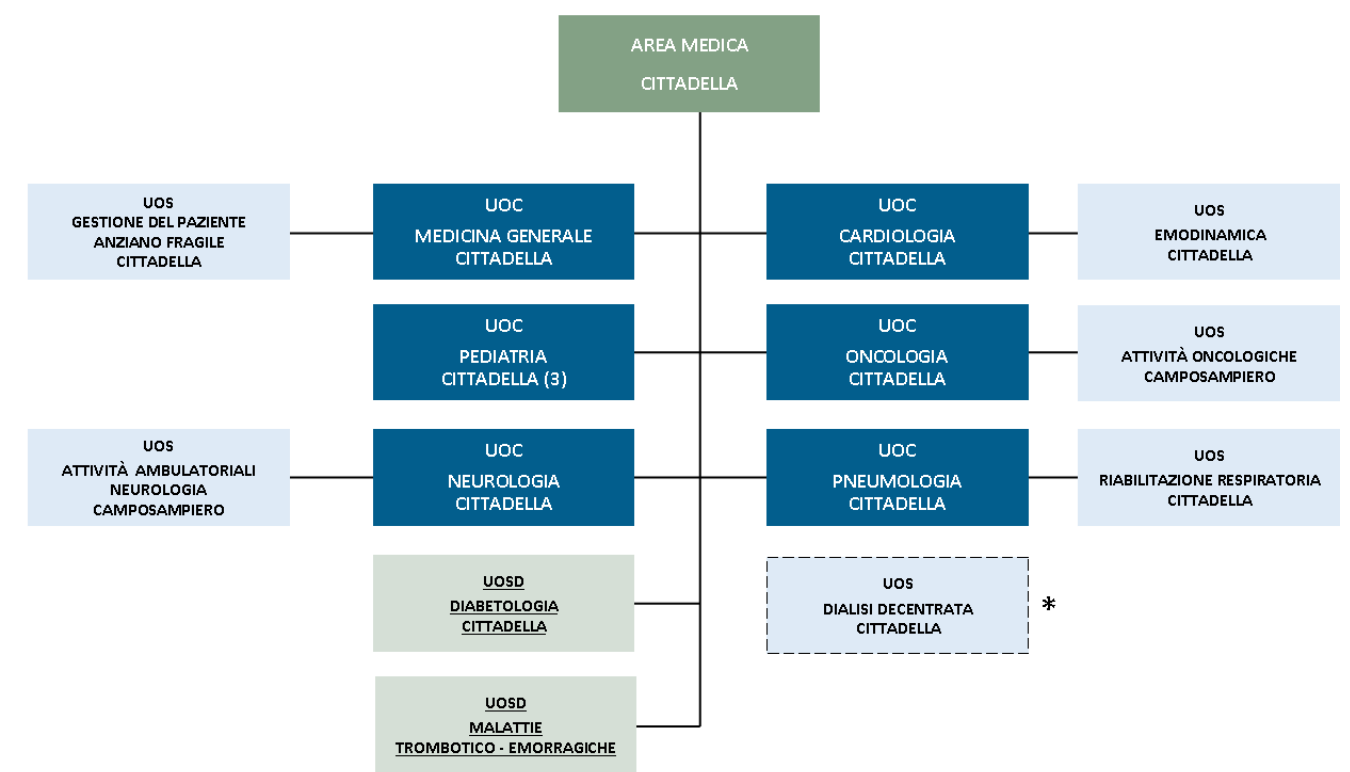 AREA MEDICA
CITTADELLA
UOS
GESTIONE DEL PAZIENTE
ANZIANO FRAGILE
CITTADELLA
UOC
MEDICINA GENERALE
CITTADELLA
UOC
CARDIOLOGIA
CITTADELLA
UOS
EMODINAMICA
CITTADELLA
UOC
PEDIATRIA
CITTADELLA (3)
UOC
ONCOLOGIA
CITTADELLA
UOS
ATTIVITÀ ONCOLOGICHE
CAMPOSAMPIERO
UOS
ATTIVITÀ AMBULATORIALI
NEUROLOGIA
CAMPOSAMPIERO
UOC
NEUROLOGIA
CITTADELLA
UOC
PNEUMOLOGIA
CITTADELLA
UOS
RIABILITAZIONE RESPIRATORIA
CITTADELLA
UOSD
DIABETOLOGIA
CITTADELLA
UOS
DIALISI DECENTRATA
CITTADELLA
*
UOSD
MALATTIE
TROMBOTICO - EMORRAGICHE